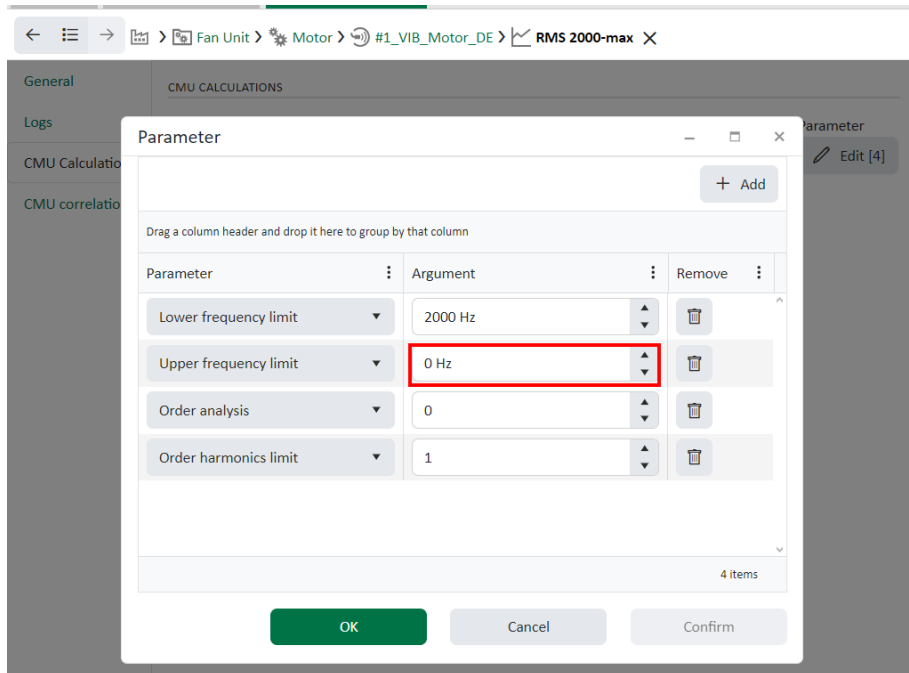 Fan Unit Motor #1_VIB_Motor_DE RMS 2000-max
General
CMU CALCULATIONS
Logs
Parameter
Edit [4]
CMU Calculatio
CMU correlatio
Parameter
Add
Drag a column header and drop it here to group by that column
Parameter Argument Remove
Lower frequency limit 2000 Hz
Upper frequency limit 0 Hz
Order analysis 0
Order harmonics limit 1
4 items
OK Cancel Confirm